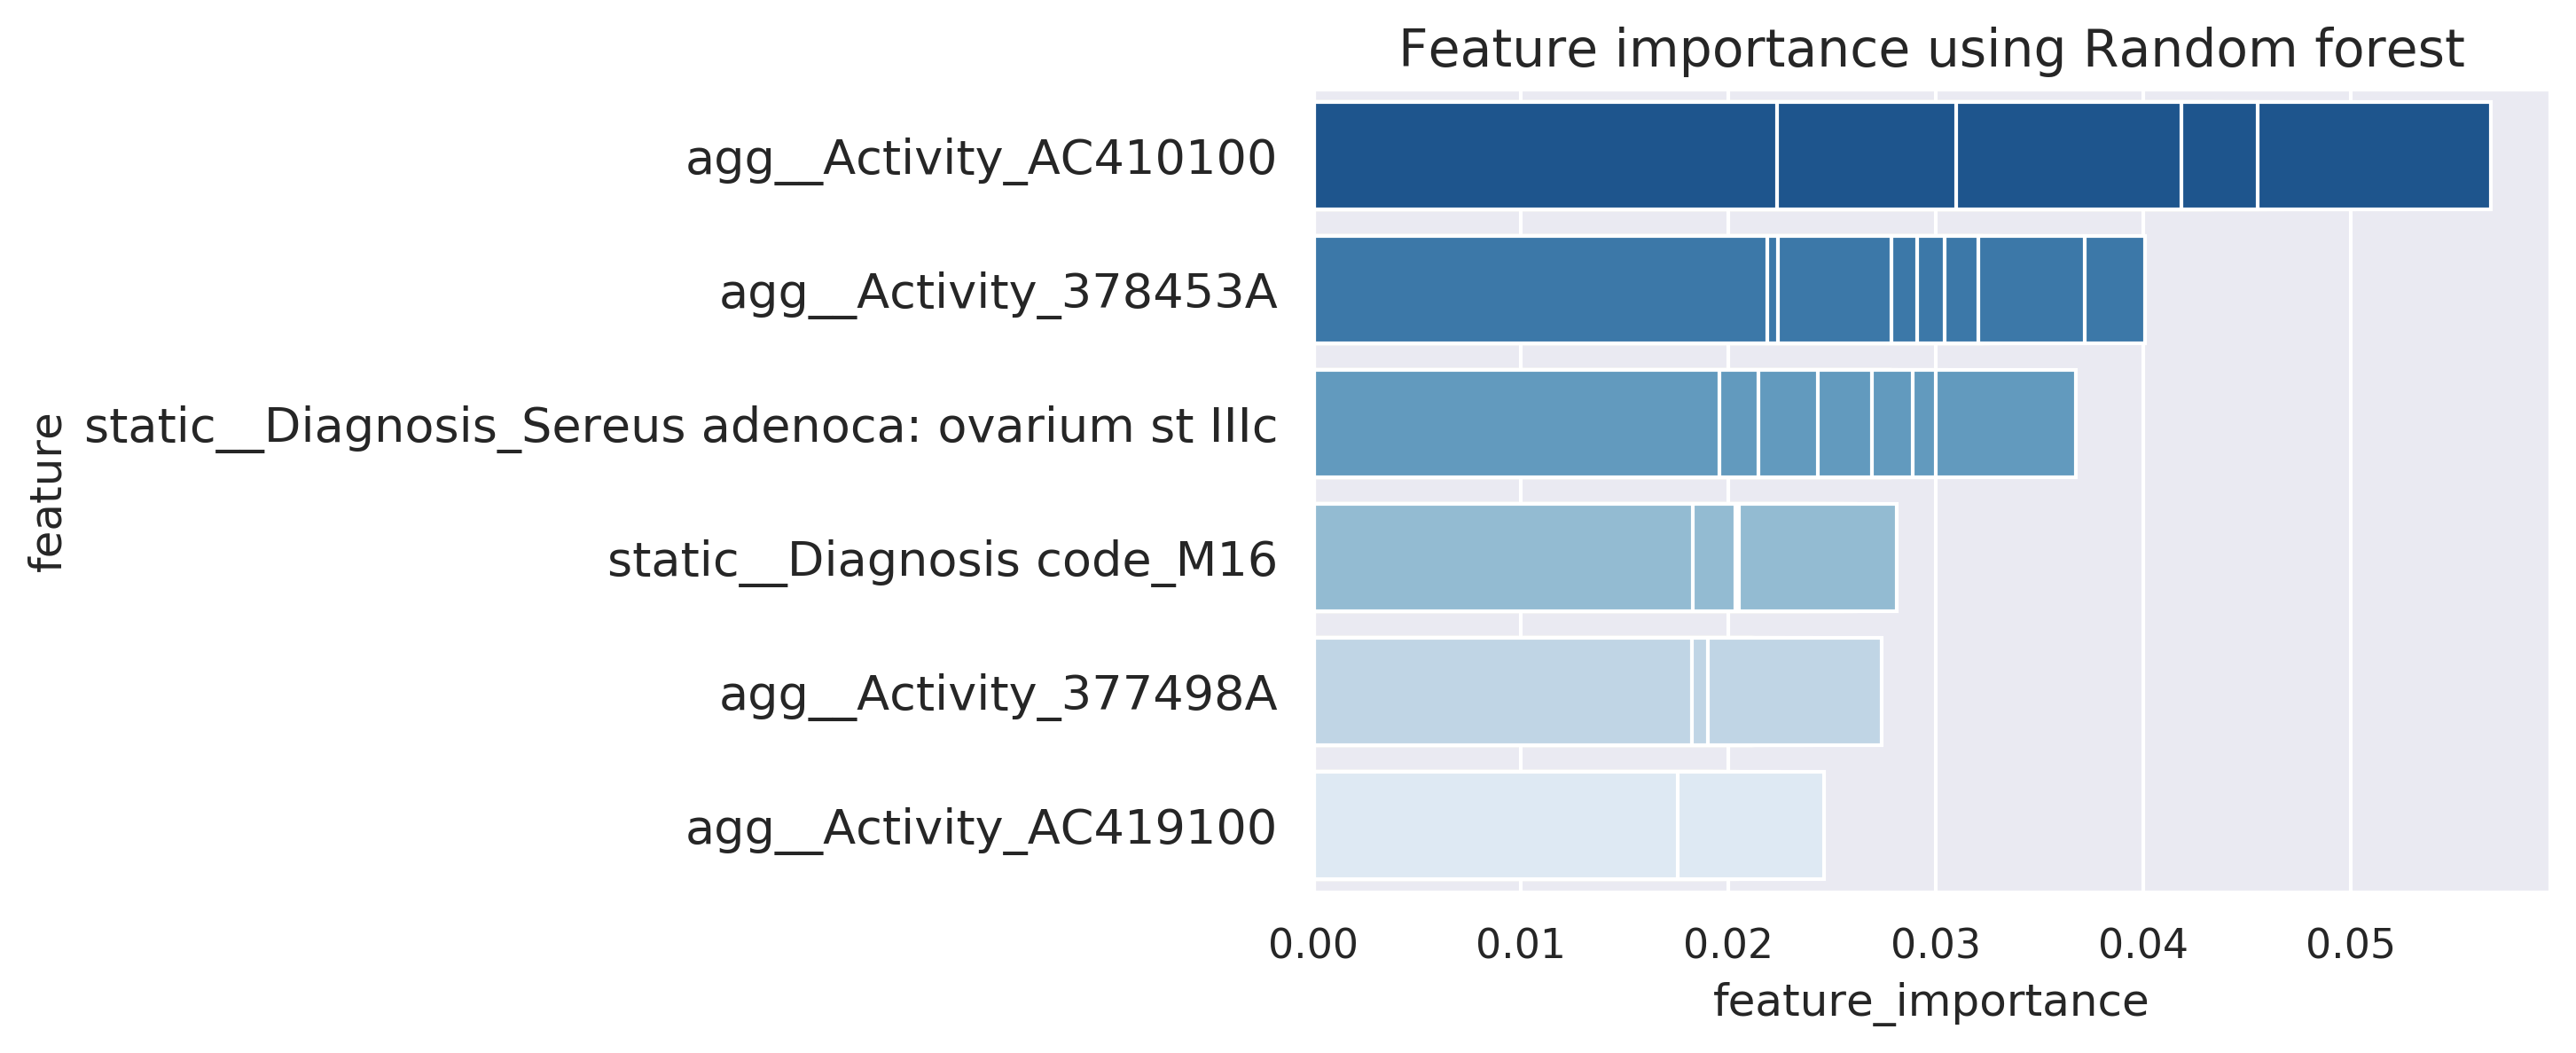 Feature importance using Random forest
agg__Activity_AC410100
agg__Activity_378453A
static__Diagnosis_Sereus adenoca: ovarium st IIIc
static__Diagnosis code_M16
agg__Activity_377498A
agg__Activity_AC419100
feature
0.00 0.01 0.02 0.03 0.04 0.05
feature_importance